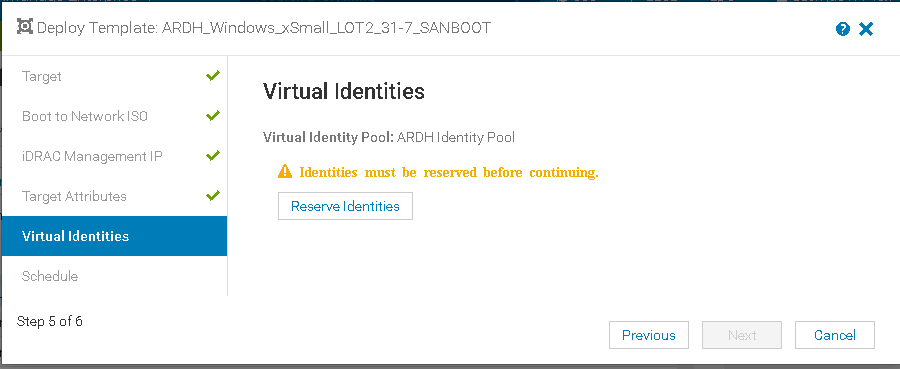 Deploy Template: ARDH_Windows_xSmall_LOT2_31-7_SANBOOT
Target
Boot to Network ISO
iDRAC Management IP
Target Attributes
Virtual Identities
Schedule
Step 5 of 6
Virtual Identities
Virtual Identity Pool: ARDH Identity Pool
Identities must be reserved before continuing.
Reserve Identities
Previous
Next
Cancel